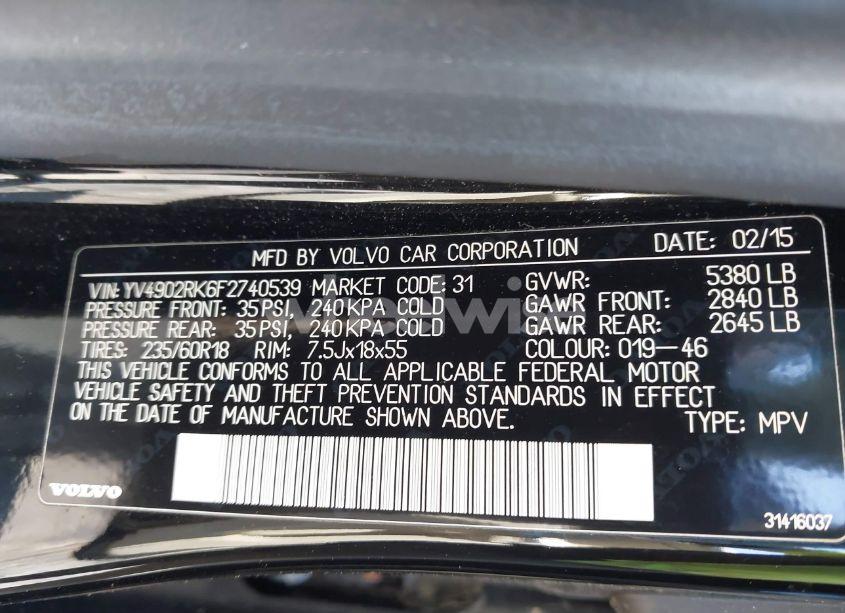 MFD BY VOLVO CAR CORPORATION DATE: 02/15
VIN: YV4902RK6F2740539 MARKET CODE: 31 GVWR: 5380 LB
PRESSURE FRONT: 35 PSI, 240 KPA COLD GAWR FRONT: 2840 LB
PRESSURE REAR: 35 PSI, 240 KPA COLD GAWR REAR: 2645 LB
TIRES: 235/60R18 RIM: 7.5Jx18x55 COLOUR: 019-46
THIS VEHICLE CONFORMS TO ALL APPLICABLE FEDERAL MOTOR
VEHICLE SAFETY AND THEFT PREVENTION STANDARDS IN EFFECT
ON THE DATE OF MANUFACTURE SHOWN ABOVE. TYPE: MPV
VOLVO
31416037